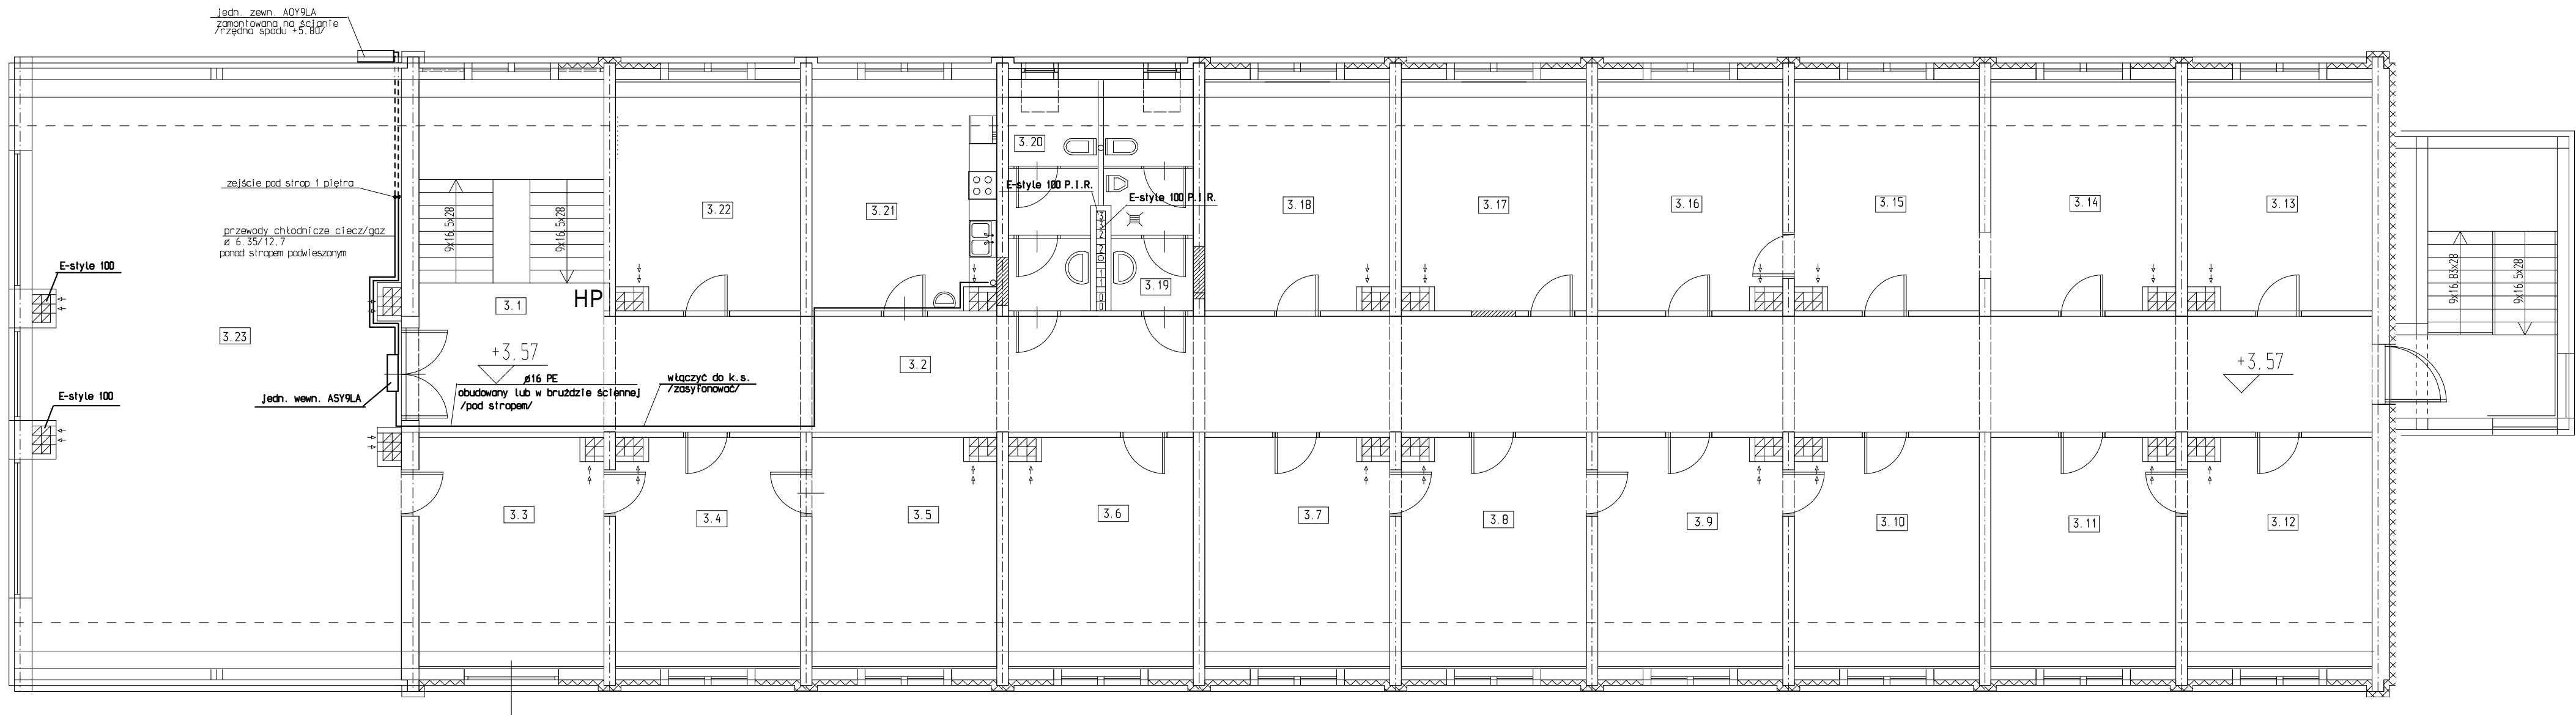 jedn. zewn. AOY9LA
zamontowana na ścianie
/rzędna spodu +5,80/
zejście pod strop 1 piętra
przewody chłodnicze ciecz/gaz
ø 6.35/12.7
ponad stropem podwieszonym
E-style 100
3.23
E-style 100
jedn. wewn. ASY9LA
9x16,5x28
9x16,5x28
HP
3.1
+3,57
ø16 PE
obudowany lub w bruździe ściennej
/pod stropem/
włączyć do k.s.
/zasyfonować/
3.22
3.21
3.20
E-style 100 P.I.R.
E-style 100 P.I.R.
3.19
3.18
3.17
3.16
3.15
3.14
3.13
3.2
+3,57
9x16,83x28
9x16,5x28
3.3
3.4
3.5
3.6
3.7
3.8
3.9
3.10
3.11
3.12